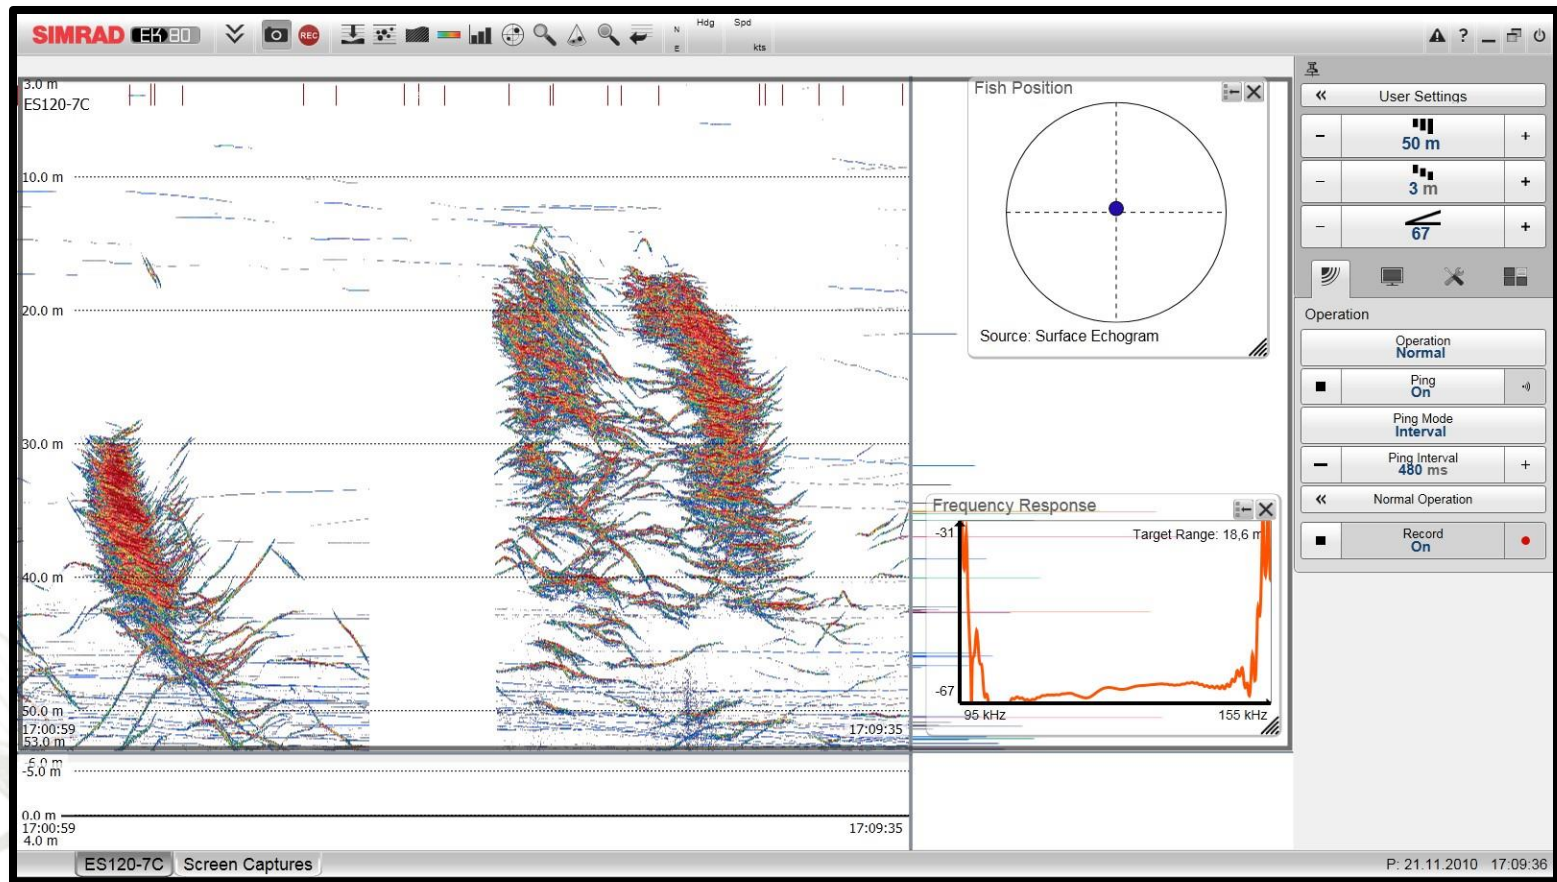 SIMRAD EK80
REC
N
E
Hdg
Spd
kts
?
3.0 m
ES120-7C
10.0 m
20.0 m
30.0 m
40.0 m
50.0 m
17:00:59
17:09:35
53.0 m
Fish Position
Source: Surface Echogram
Frequency Response
-31
Target Range: 18,6 m
-67
95 kHz
155 kHz
-5.0 m
0.0 m
17:00:59
17:09:35
4.0 m
User Settings
50 m
3 m
67
Operation
Operation
Normal
Ping
On
Ping Mode
Interval
Ping Interval
480 ms
Normal Operation
Record
On
ES120-7C
Screen Captures
P: 21.11.2010 17:09:36